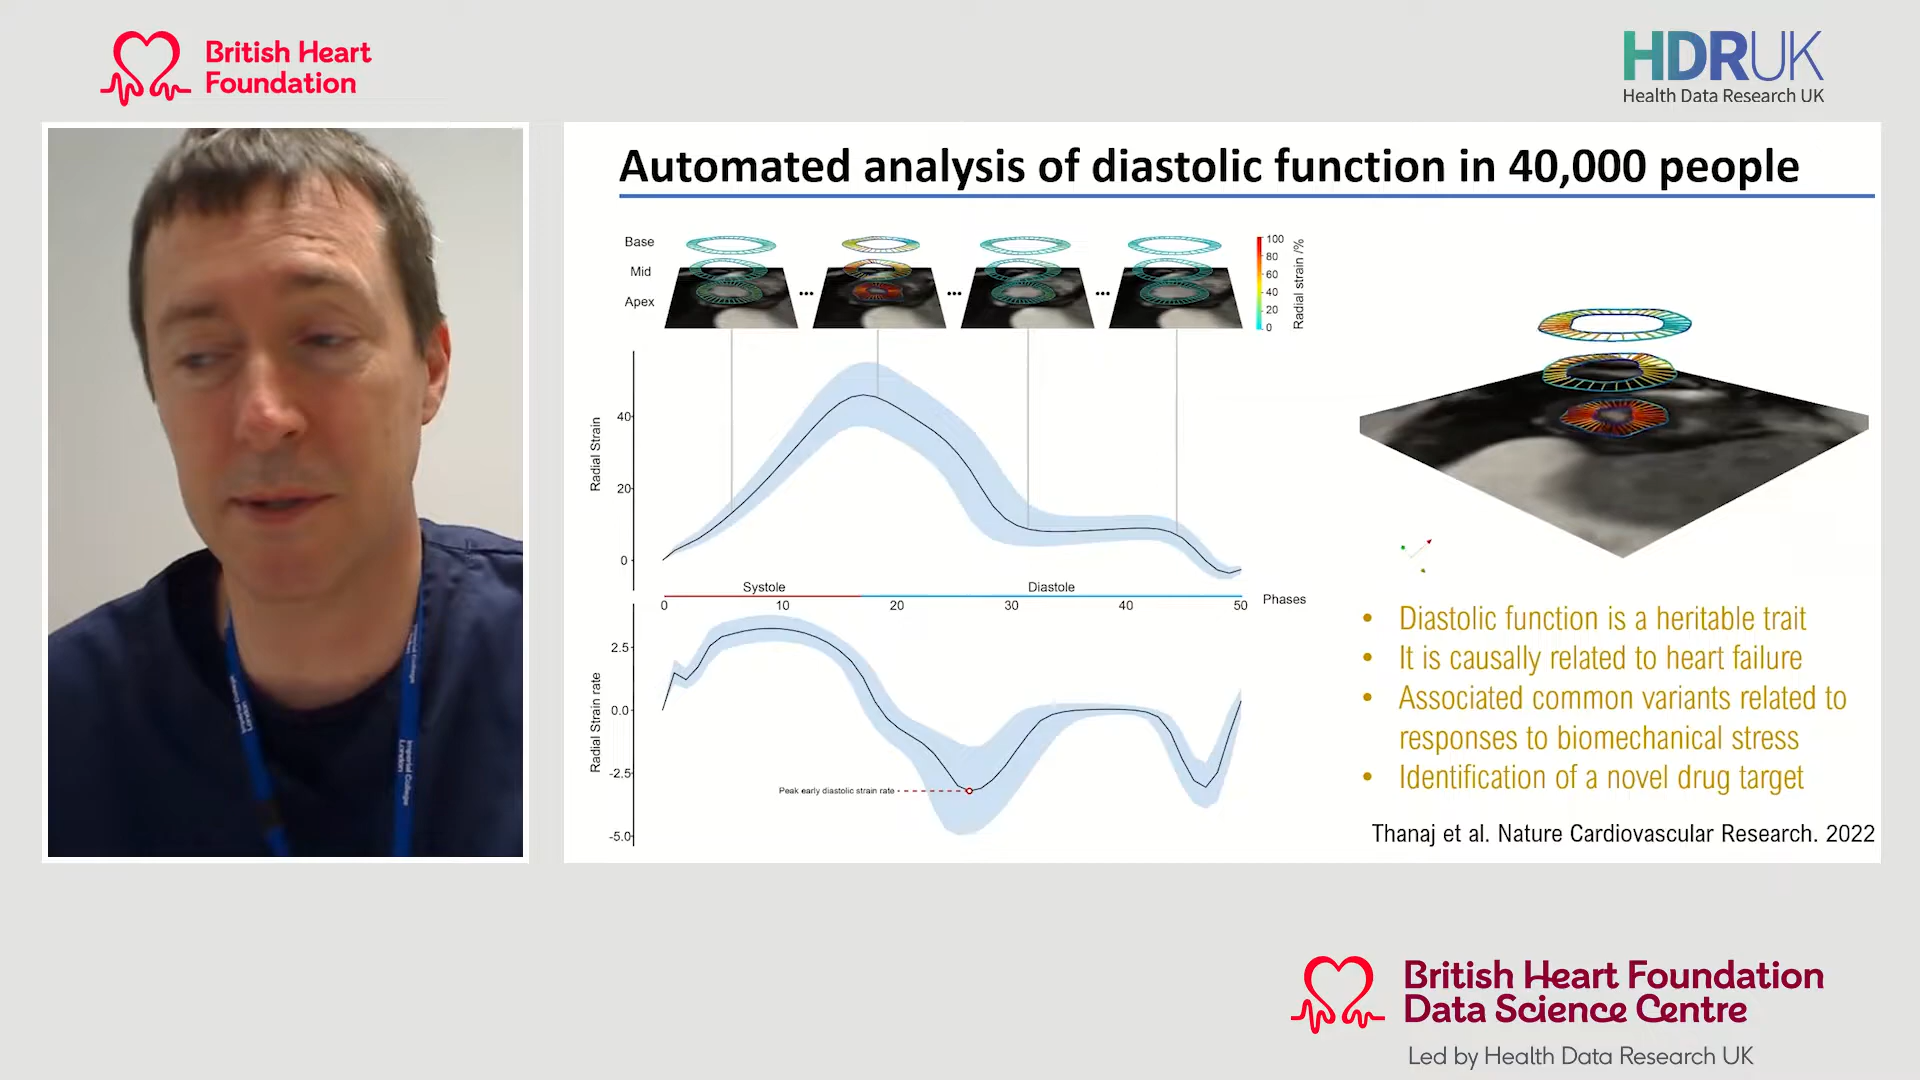 British Heart
Foundation
HDRUK
Health Data Research UK
Automated analysis of diastolic function in 40,000 people
Base
Mid
Apex
...
...
...
100
80
60
40
20
0
Radial strain /%
Radial Strain
40
20
0
Systole
Diastole
0
10
20
30
40
50
Phases
Radial Strain rate
2.5
0.0
-2.5
-5.0
Peak early diastolic strain rate
• Diastolic function is a heritable trait
• It is causally related to heart failure
• Associated common variants related to
responses to biomechanical stress
• Identification of a novel drug target
Thanaj et al. Nature Cardiovascular Research. 2022
Imperial College
London
British Heart Foundation
Data Science Centre
Led by Health Data Research UK